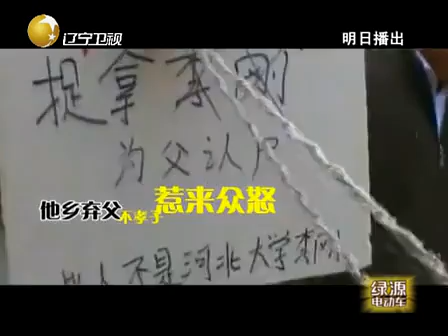 辽宁卫视
明日播出
捉拿李刚
为父认尸
他乡弃父
不孝子
惹来众怒
人不是河北大学李刚
绿源
电动车